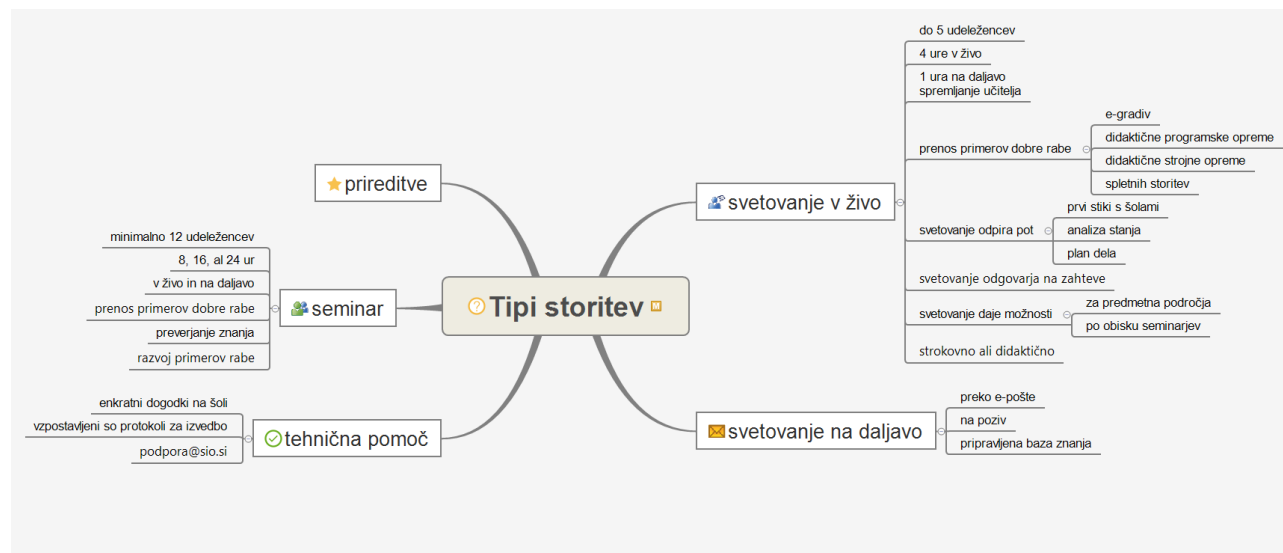 Tipi storitev
M
svetovanje v živo
do 5 udeležencev
4 ure v živo
1 ura na daljavo
spremljanje učitelja
prenos primerov dobre rabe
e-gradiv
didaktične programske opreme
didaktične strojne opreme
spletnih storitev
svetovanje odpira pot
prvi stiki s šolami
analiza stanja
plan dela
svetovanje odgovarja na zahteve
svetovanje daje možnosti
za predmetna področja
po obisku seminarjev
strokovno ali didaktično
svetovanje na daljavo
preko e-pošte
na poziv
pripravljena baza znanja
prireditve
seminar
minimalno 12 udeležencev
8, 16, al 24 ur
v živo in na daljavo
prenos primerov dobre rabe
preverjanje znanja
razvoj primerov rabe
tehnična pomoč
enkratni dogodki na šoli
vzpostavljeni so protokoli za izvedbo
podpora@sio.si